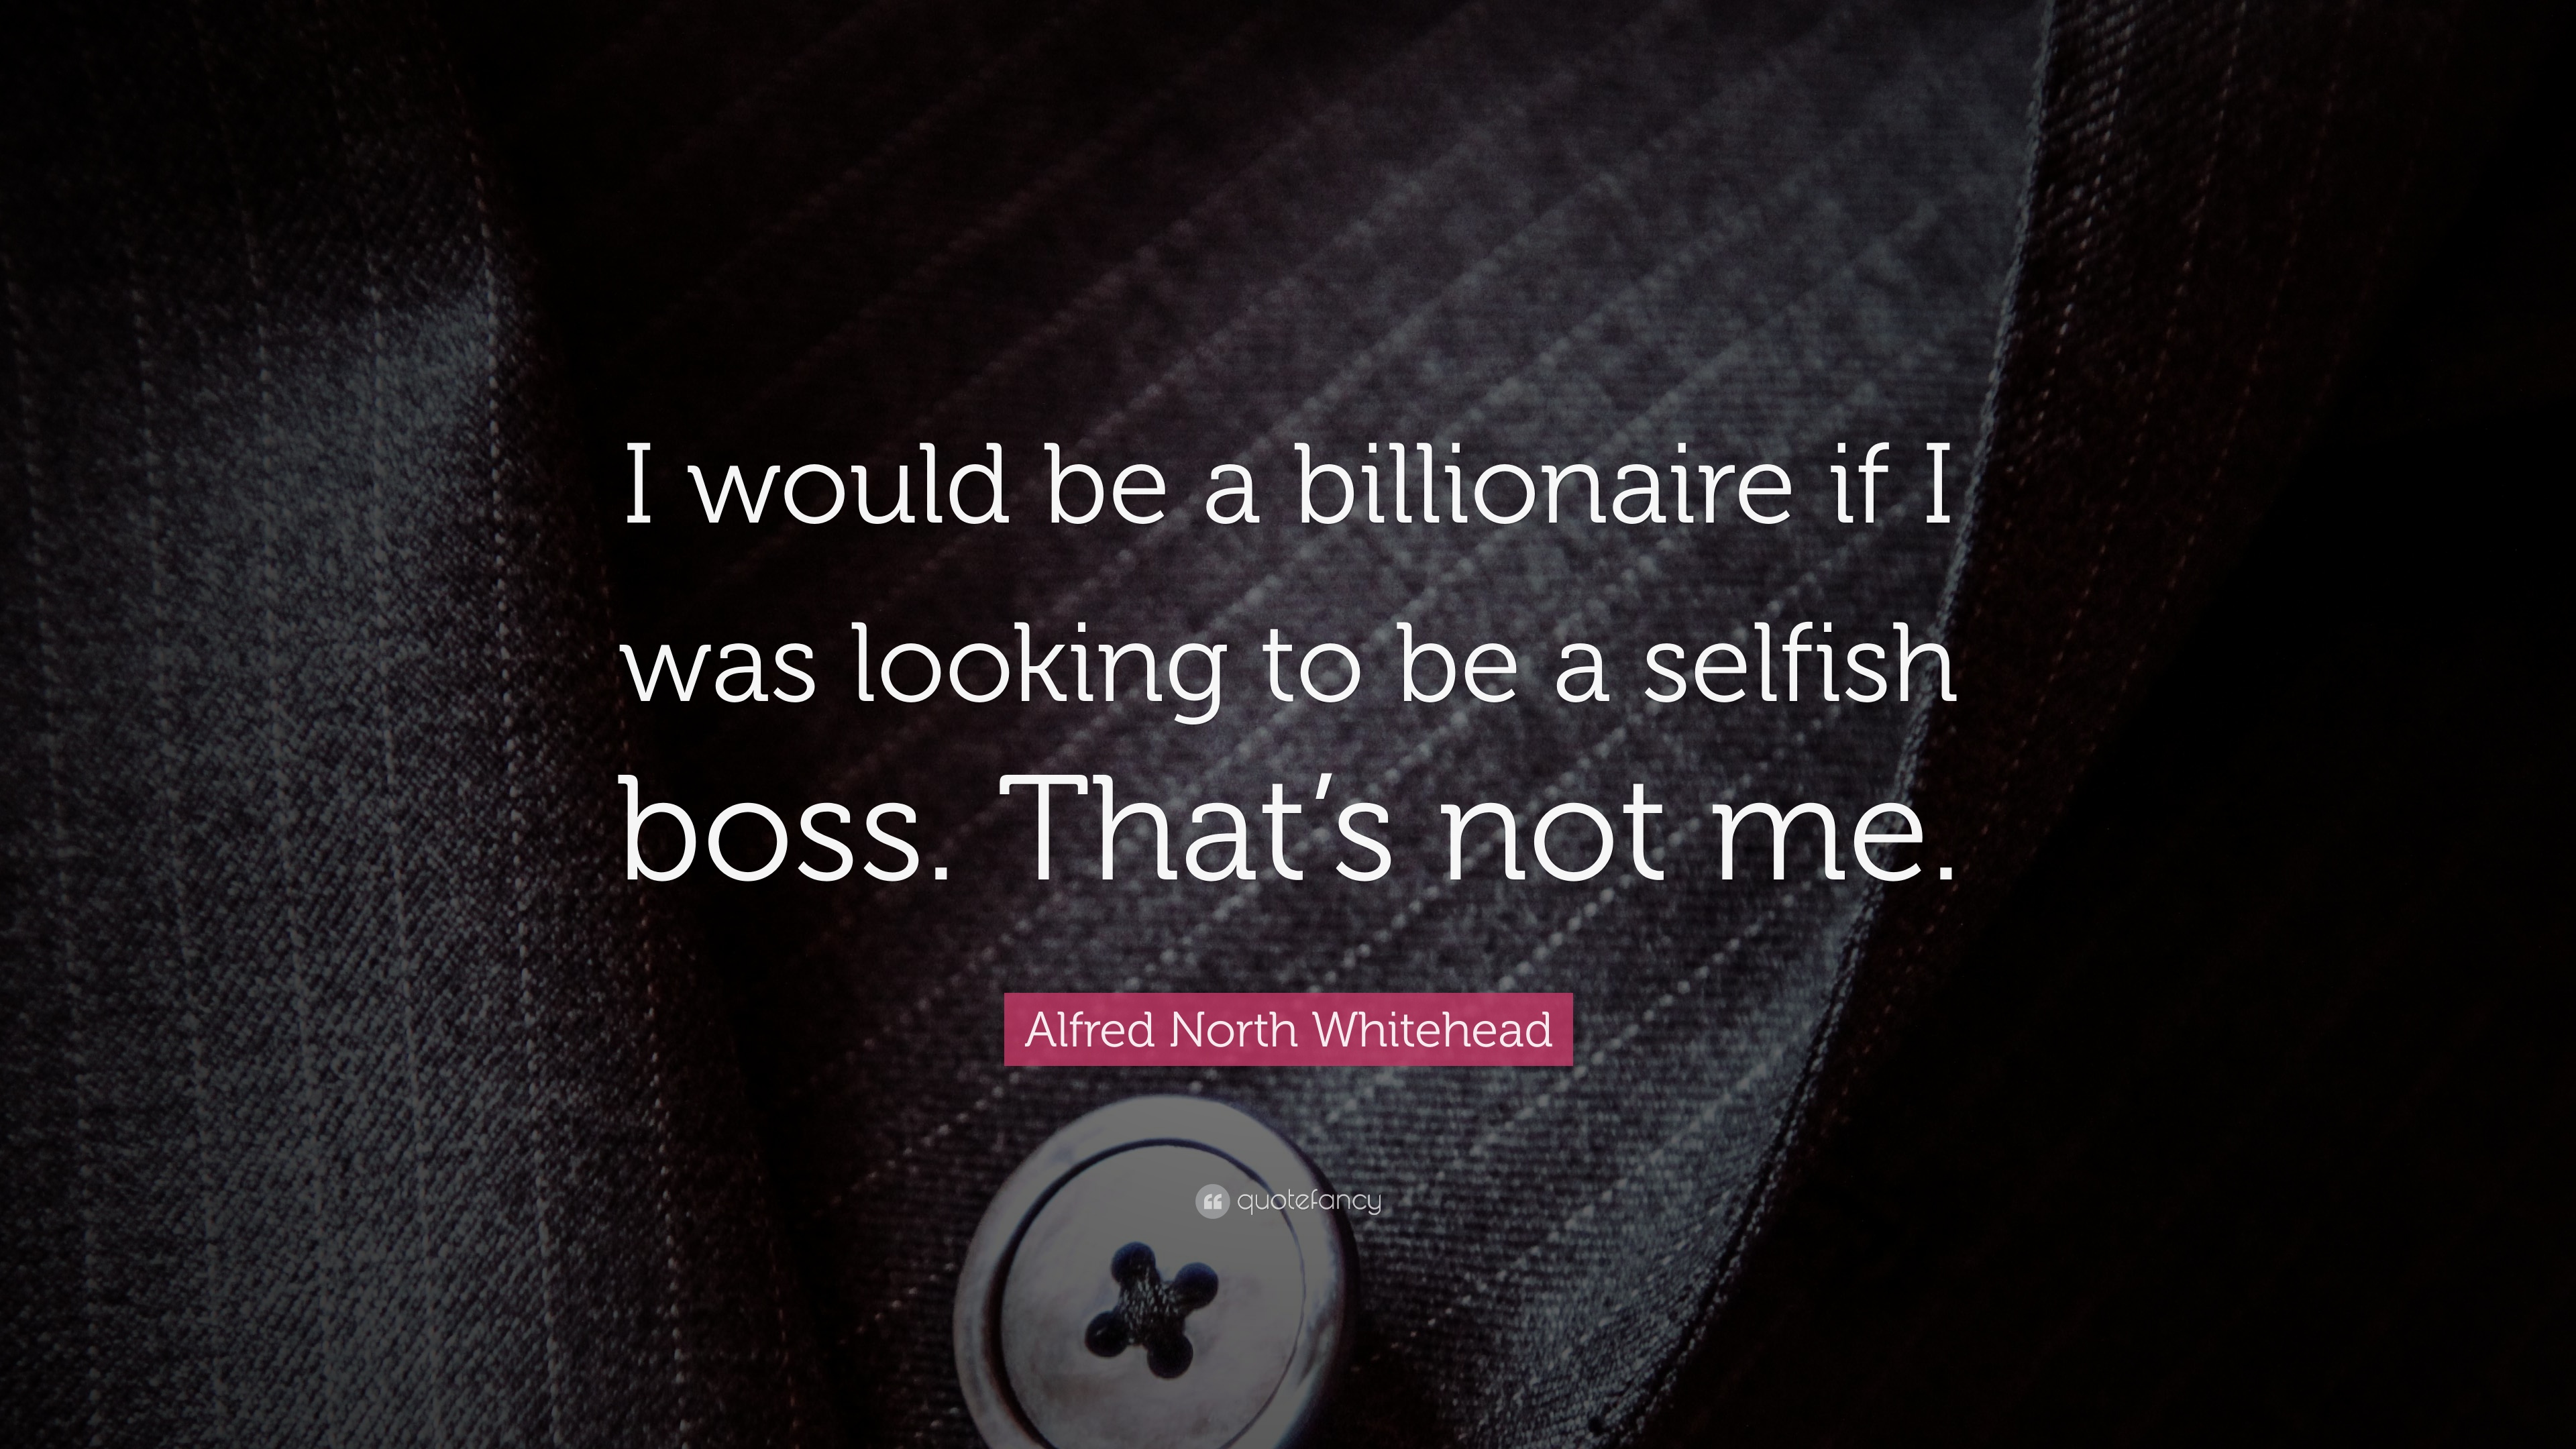 I would be a billionaire if I
was looking to be a selfish
boss. That’s not me.
Alfred North Whitehead
quotefancy